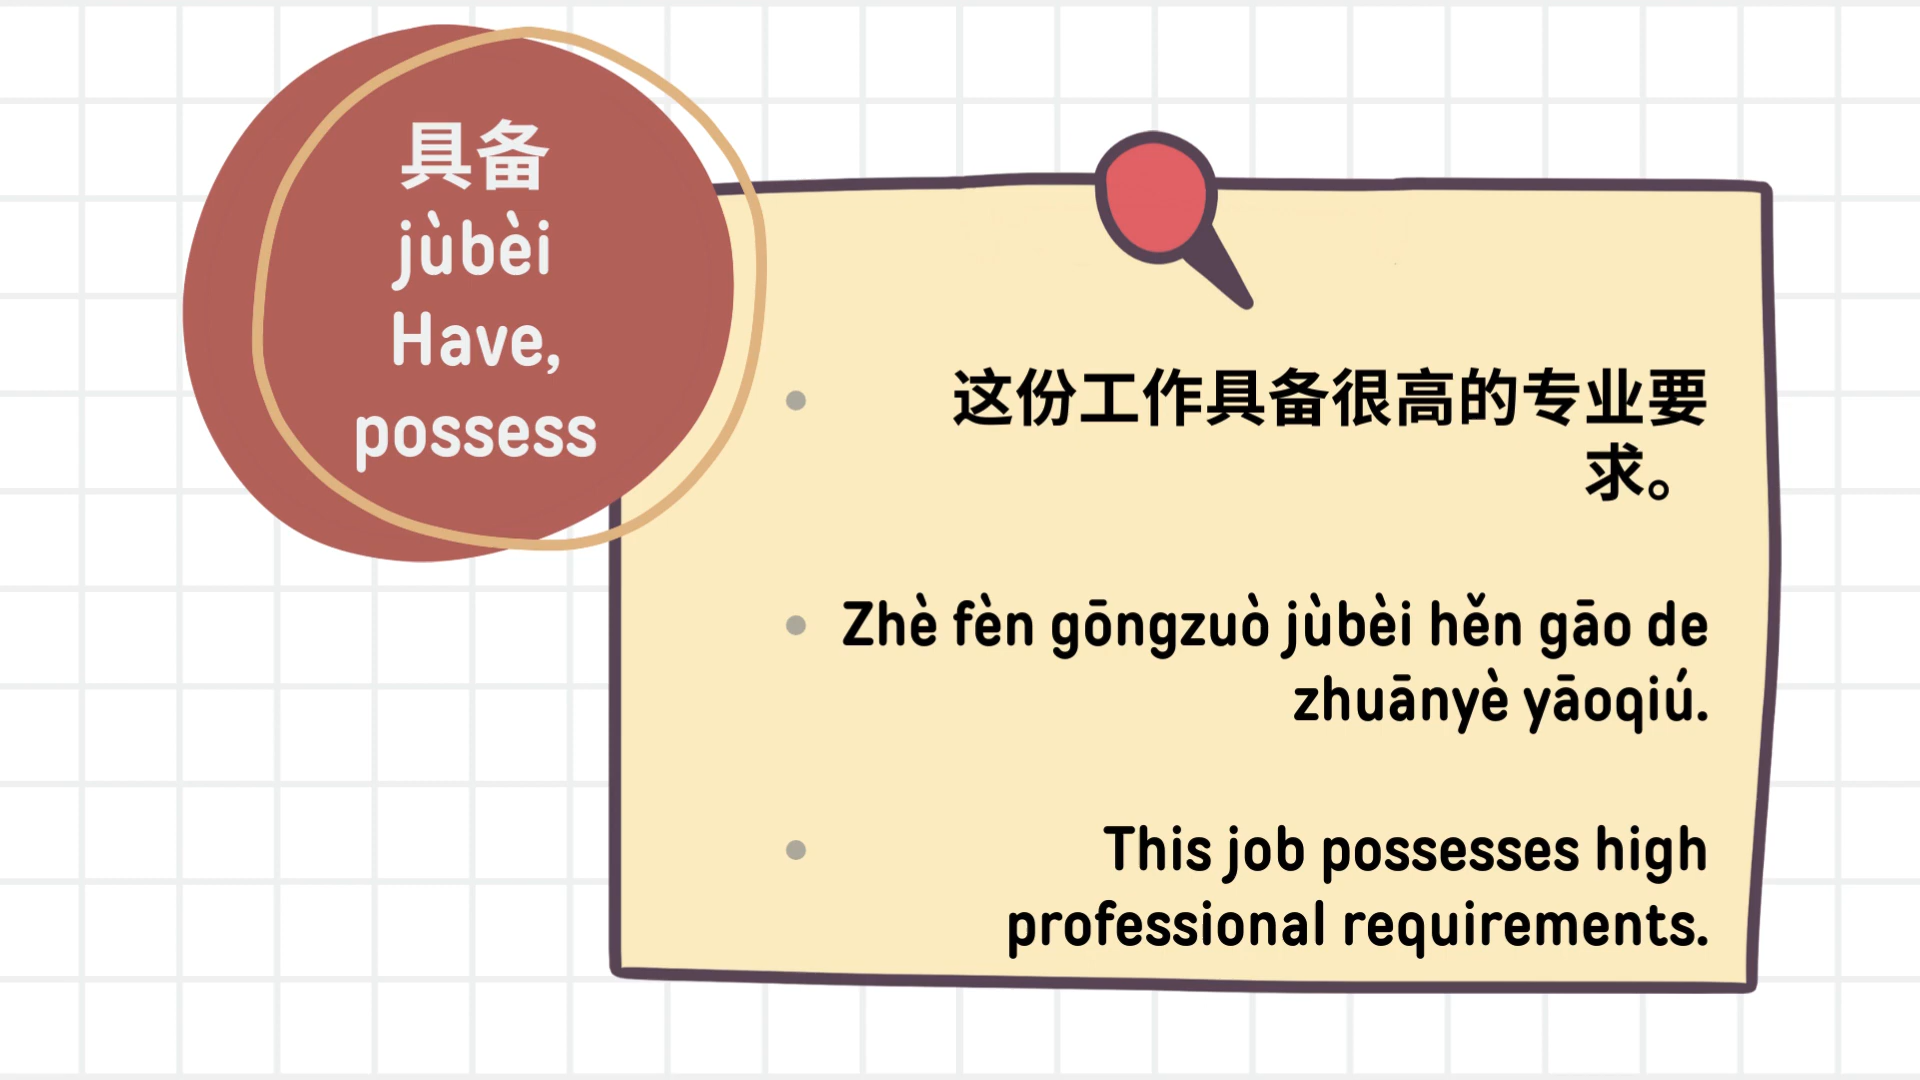 具备
jùbèi
Have,
possess
这份工作具备很高的专业要
求。
Zhè fèn gōngzuò jùbèi hěn gāo de
zhuānyè yāoqiú.
This job possesses high
professional requirements.